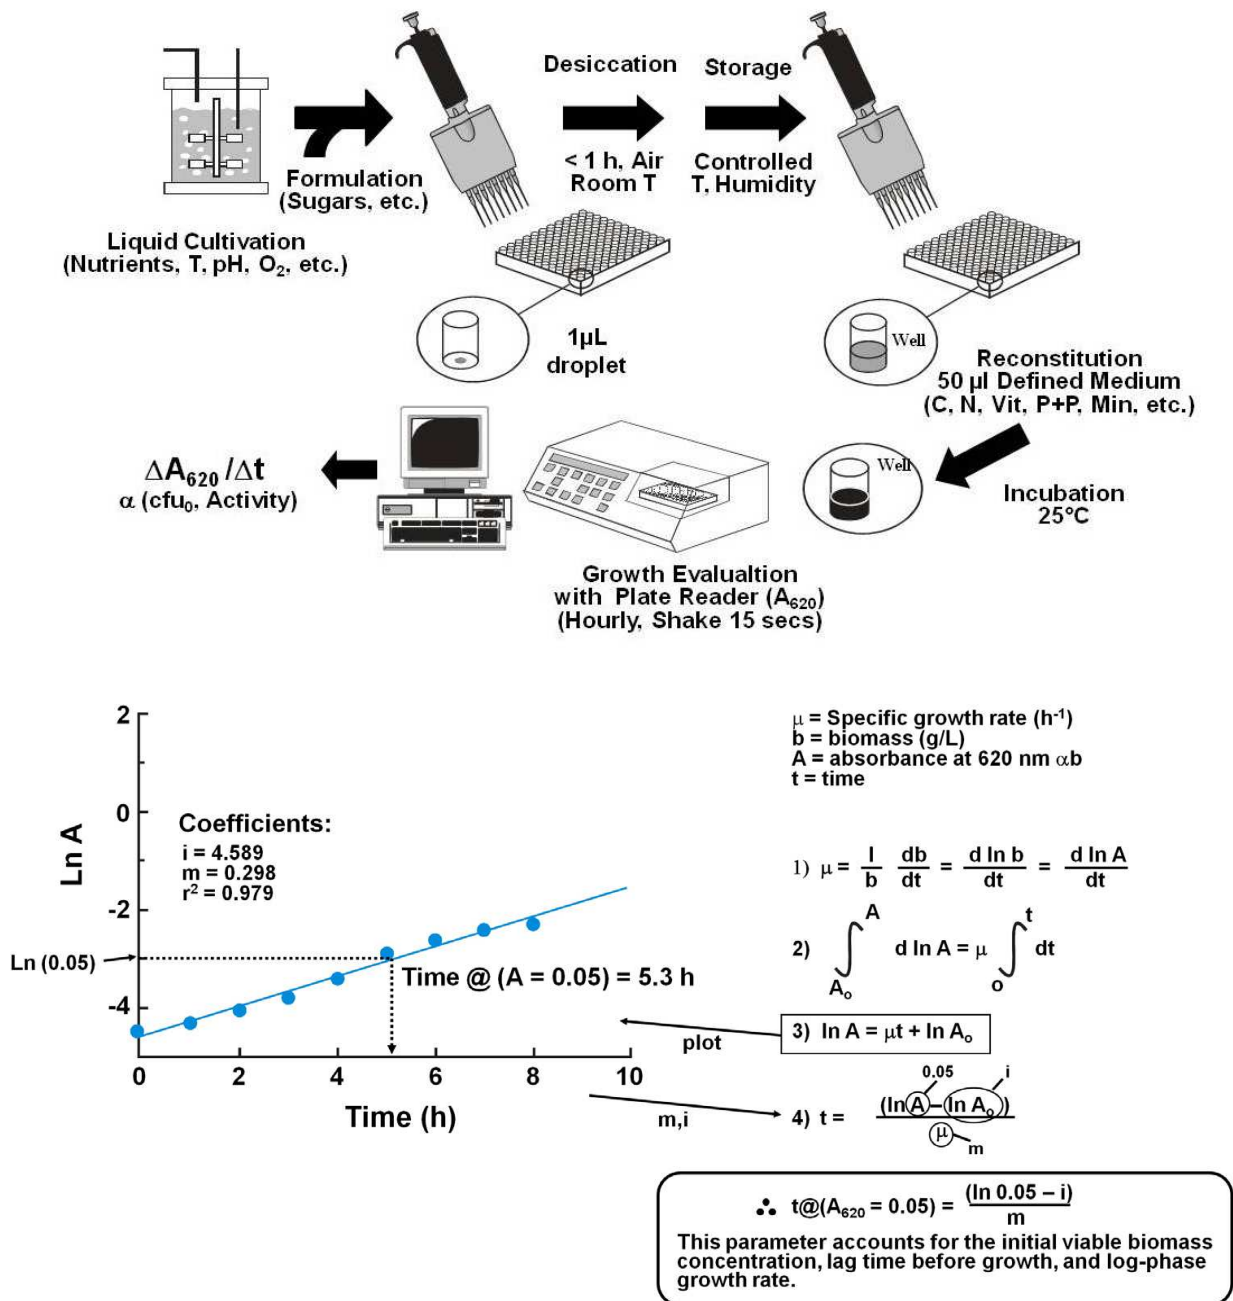 Desiccation
Storage
< 1 h, Air
Room T
Controlled
T, Humidity
Formulation
(Sugars, etc.)
Liquid Cultivation
(Nutrients, T, pH, O₂, etc.)
1µL
droplet
Well
Reconstitution
50 µl Defined Medium
(C, N, Vit, P+P, Min, etc.)
Well
Incubation
25°C
ΔA₆₂₀ /Δt
α (cfu₀, Activity)
Growth Evalualtion
with Plate Reader (A₆₂₀)
(Hourly, Shake 15 secs)
2
0
-2
-4
Ln A
Ln (0.05)
Coefficients:
i = 4.589
m = 0.298
r² = 0.979
Time @ (A = 0.05) = 5.3 h
0 2 4 6 8 10
Time (h)
µ = Specific growth rate (h⁻¹)
b = biomass (g/L)
A = absorbance at 620 nm αb
t = time
1) µ = I/b db/dt = d ln b/dt = d ln A/dt
2) ∫ A₀ A d ln A = µ ∫ o t dt
plot
3) ln A = µt + ln A₀
m,i
0.05 i
4) t = (ln A – ln A₀)/µ
m
∴ t@(A₆₂₀ = 0.05) = (ln 0.05 – i)/m
This parameter accounts for the initial viable biomass
concentration, lag time before growth, and log-phase
growth rate.